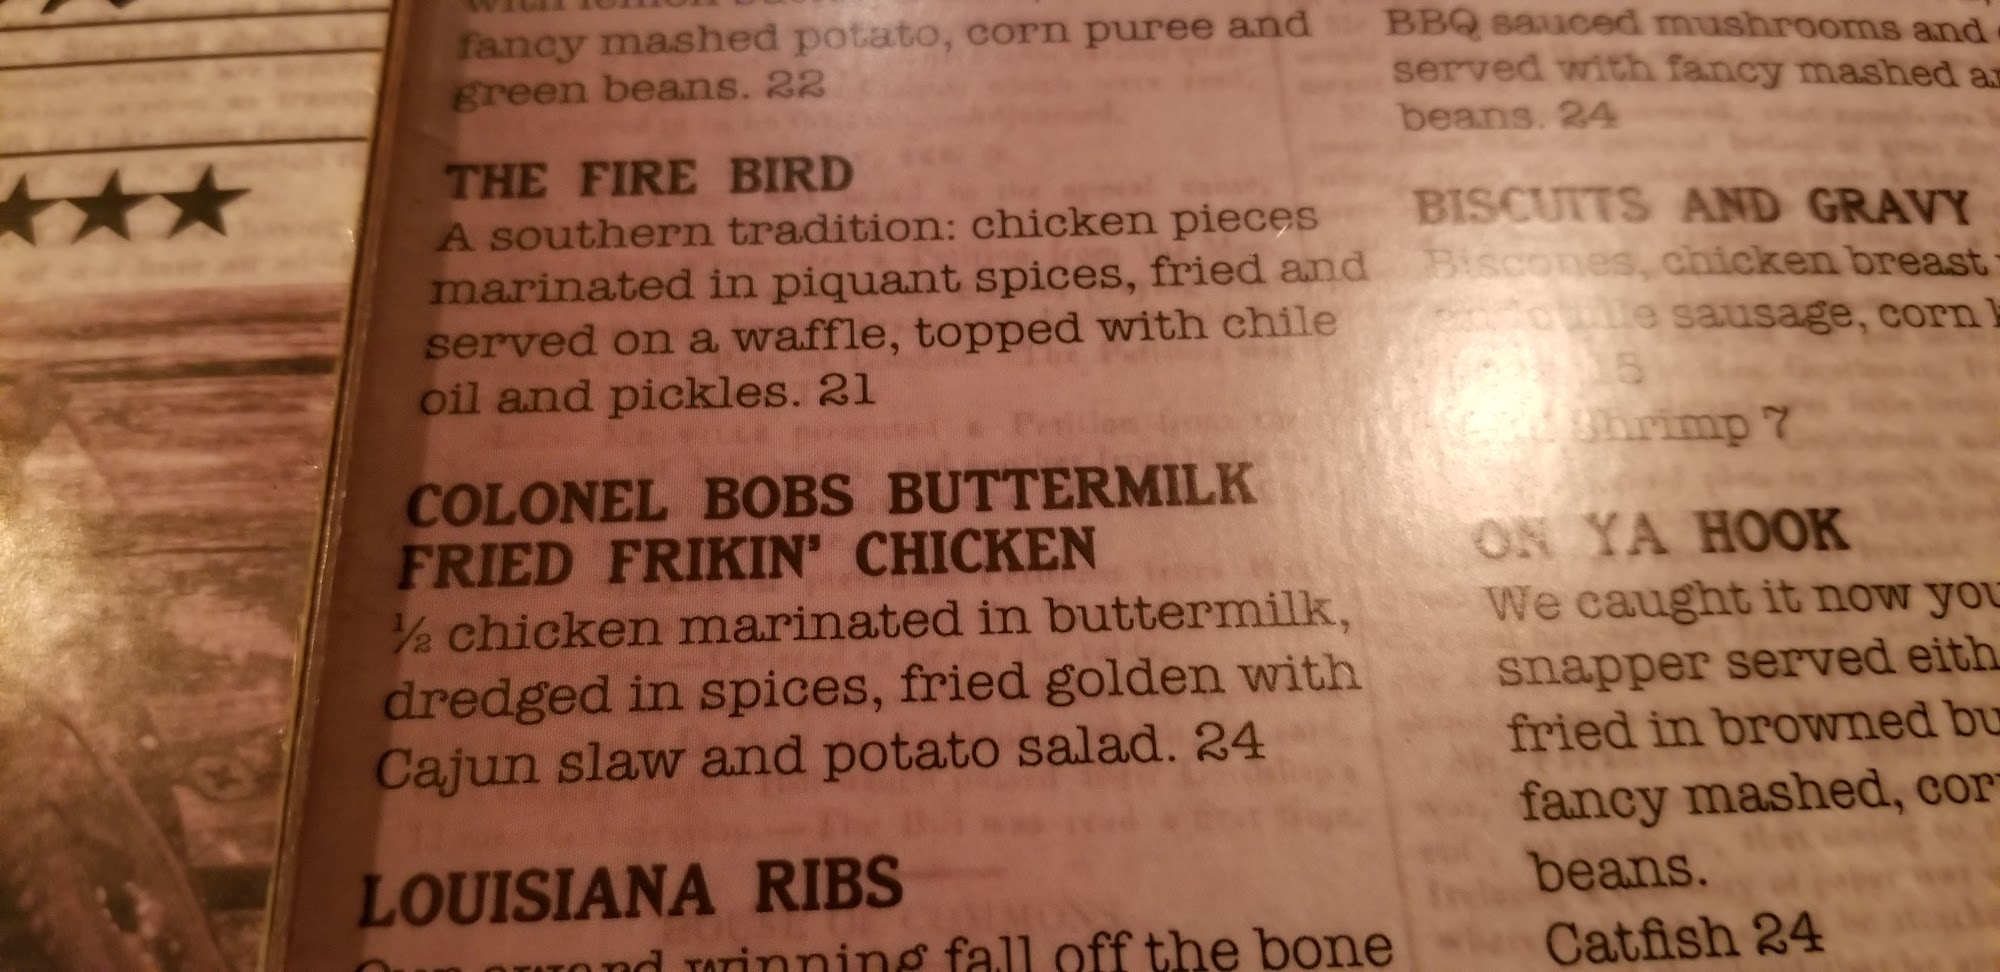 fancy mashed potato, corn puree and
green beans. 22
THE FIRE BIRD
A southern tradition: chicken pieces
marinated in piquant spices, fried and
served on a waffle, topped with chile
oil and pickles. 21
COLONEL BOBS BUTTERMILK
FRIED FRIKIN' CHICKEN
½ chicken marinated in buttermilk,
dredged in spices, fried golden with
Cajun slaw and potato salad. 24
LOUISIANA RIBS
winning fall off the bone
BBQ sauced mushrooms and
served with fancy mashed
beans. 24
BISCUITS AND GRAVY
Biscones, chicken breast
sausage, corn
Shrimp 7
ON YA HOOK
We caught it now you
snapper served
fried in browned
fancy mashed,
beans.
Catfish 24